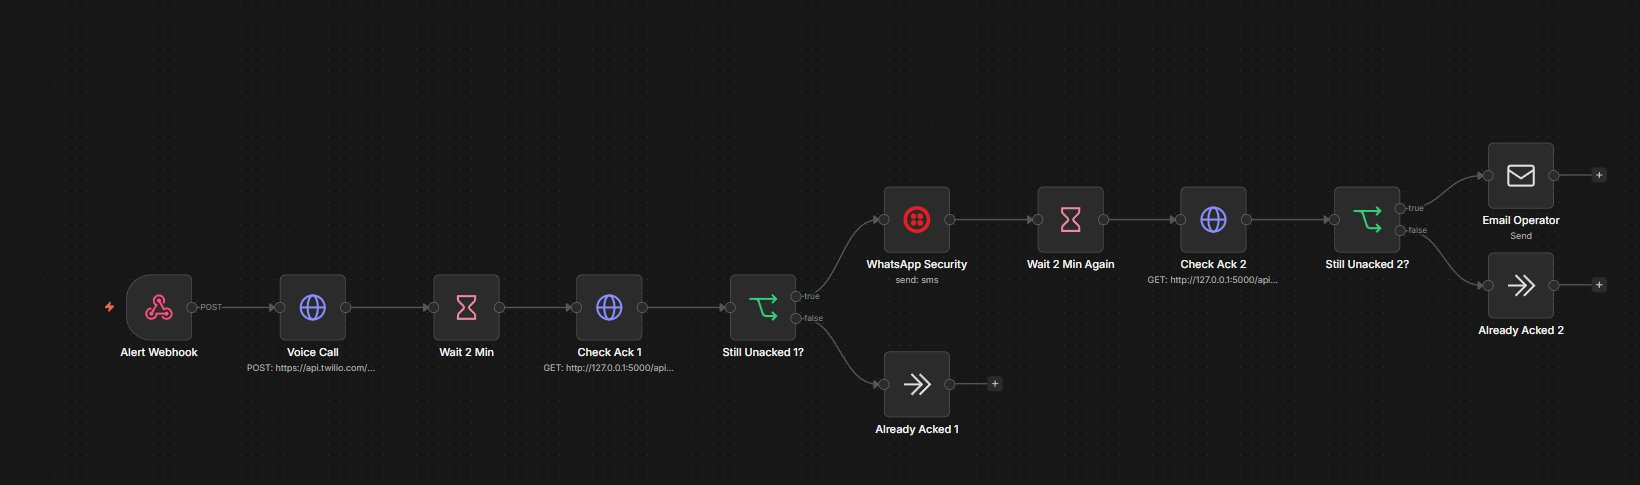 POST
Alert Webhook
Voice Call
POST: https://api.twilio.com/...
Wait 2 Min
Check Ack 1
GET: http://127.0.0.1:5000/api...
true
false
Still Unacked 1?
WhatsApp Security
send: sms
Already Acked 1
Wait 2 Min Again
Check Ack 2
GET: http://127.0.0.1:5000/api...
true
false
Still Unacked 2?
Email Operator
Send
Already Acked 2